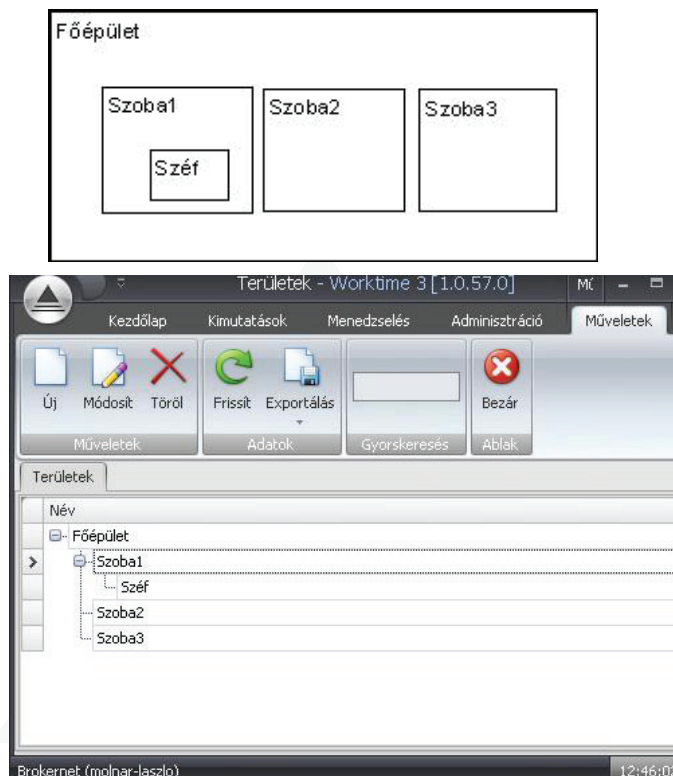 Főépület
Szoba1 Szoba2 Szoba3
Széf
Területek - Worktime 3 [1.0.57.0]
Kezdőlap Kimutatások Menedzselés Adminisztráció Műveletek
Új Módosít Töröl Frissít Exportálás Bezár
Műveletek Adatok Gyorskeresés Ablak
Területek
Név
Főépület
Szoba1
Széf
Szoba2
Szoba3
Brokernet (molnar-laszlo)